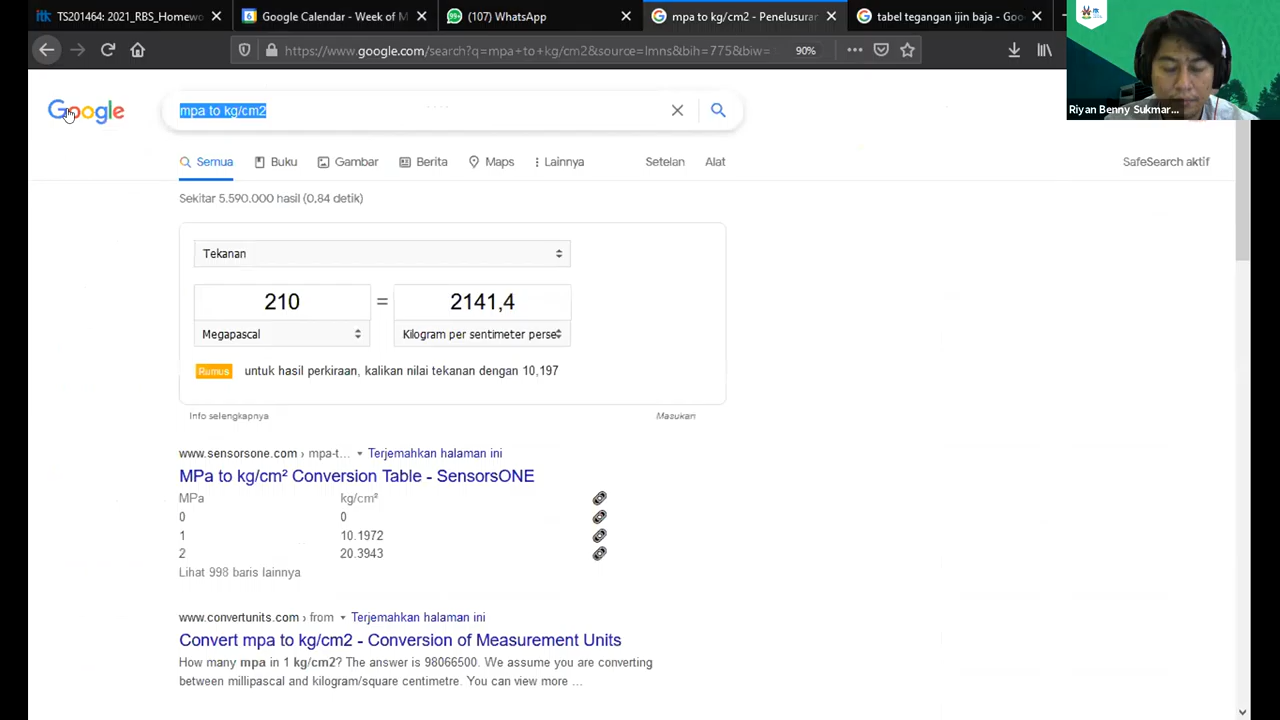 itk TS201464: 2021_RBS_Homewo
Google Calendar - Week of M
(107) WhatsApp
mpa to kg/cm2 - Penelusuran
tabel tegangan ijin baja - Goo
https://www.google.com/search?q=mpa+to+kg/cm2&source=lmns&bih=775&biw=
90%
Riyan Benny Sukmar...
Google
mpa to kg/cm2
Semua
Buku
Gambar
Berita
Maps
Lainnya
Setelan
Alat
SafeSearch aktif
Sekitar 5.590.000 hasil (0,84 detik)
Tekanan
210 = 2141,4
Megapascal
Kilogram per sentimeter perse
Rumus untuk hasil perkiraan, kalikan nilai tekanan dengan 10,197
Info selengkapnya
Masukan
www.sensorsone.com › mpa-t... Terjemahkan halaman ini
MPa to kg/cm² Conversion Table - SensorsONE
MPa kg/cm²
0 0
1 10.1972
2 20.3943
Lihat 998 baris lainnya
www.convertunits.com › from Terjemahkan halaman ini
Convert mpa to kg/cm2 - Conversion of Measurement Units
How many mpa in 1 kg/cm2? The answer is 98066500. We assume you are converting
between millipascal and kilogram/square centimetre. You can view more ...